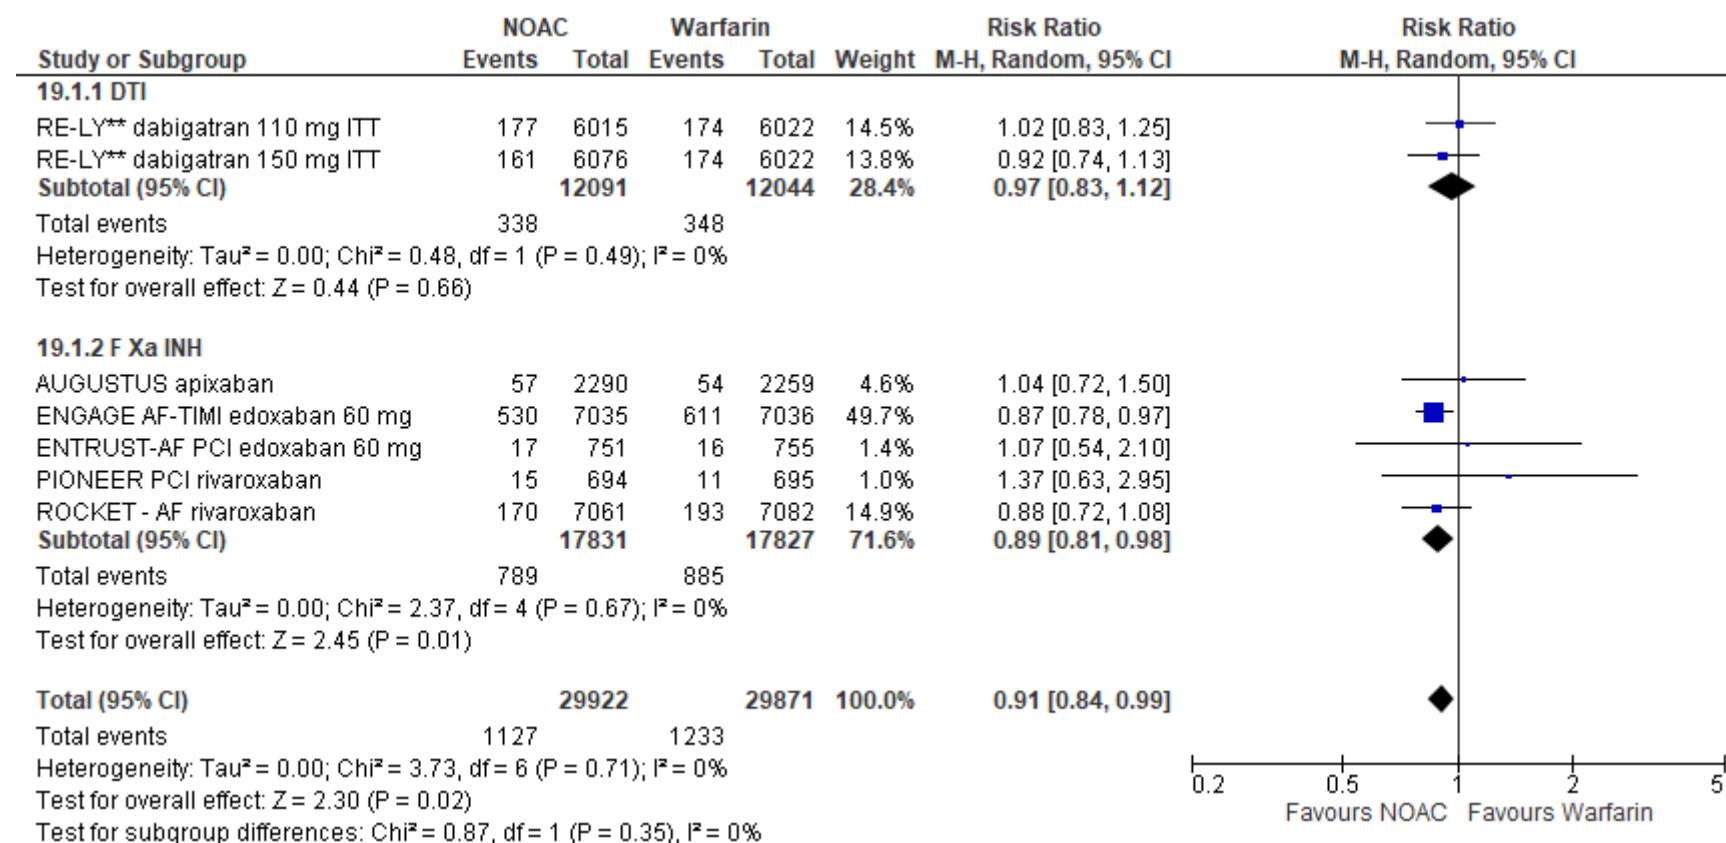 NOAC Warfarin Risk Ratio Risk Ratio
Study or Subgroup Events Total Events Total Weight M-H, Random, 95% CI M-H, Random, 95% CI
19.1.1 DTI
RE-LY** dabigatran 110 mg ITT 177 6015 174 6022 14.5% 1.02 [0.83, 1.25]
RE-LY** dabigatran 150 mg ITT 161 6076 174 6022 13.8% 0.92 [0.74, 1.13]
Subtotal (95% CI) 12091 12044 28.4% 0.97 [0.83, 1.12]
Total events 338 348
Heterogeneity: Tau² = 0.00; Chi² = 0.48, df = 1 (P = 0.49); I² = 0%
Test for overall effect: Z = 0.44 (P = 0.66)
19.1.2 F Xa INH
AUGUSTUS apixaban 57 2290 54 2259 4.6% 1.04 [0.72, 1.50]
ENGAGE AF-TIMI edoxaban 60 mg 530 7035 611 7036 49.7% 0.87 [0.78, 0.97]
ENTRUST-AF PCI edoxaban 60 mg 17 751 16 755 1.4% 1.07 [0.54, 2.10]
PIONEER PCI rivaroxaban 15 694 11 695 1.0% 1.37 [0.63, 2.95]
ROCKET - AF rivaroxaban 170 7061 193 7082 14.9% 0.88 [0.72, 1.08]
Subtotal (95% CI) 17831 17827 71.6% 0.89 [0.81, 0.98]
Total events 789 885
Heterogeneity: Tau² = 0.00; Chi² = 2.37, df = 4 (P = 0.67); I² = 0%
Test for overall effect: Z = 2.45 (P = 0.01)
Total (95% CI) 29922 29871 100.0% 0.91 [0.84, 0.99]
Total events 1127 1233
Heterogeneity: Tau² = 0.00; Chi² = 3.73, df = 6 (P = 0.71); I² = 0%
Test for overall effect: Z = 2.30 (P = 0.02)
Test for subgroup differences: Chi² = 0.87, df = 1 (P = 0.35), I² = 0%
0.2 0.5 1 2 5
Favours NOAC Favours Warfarin